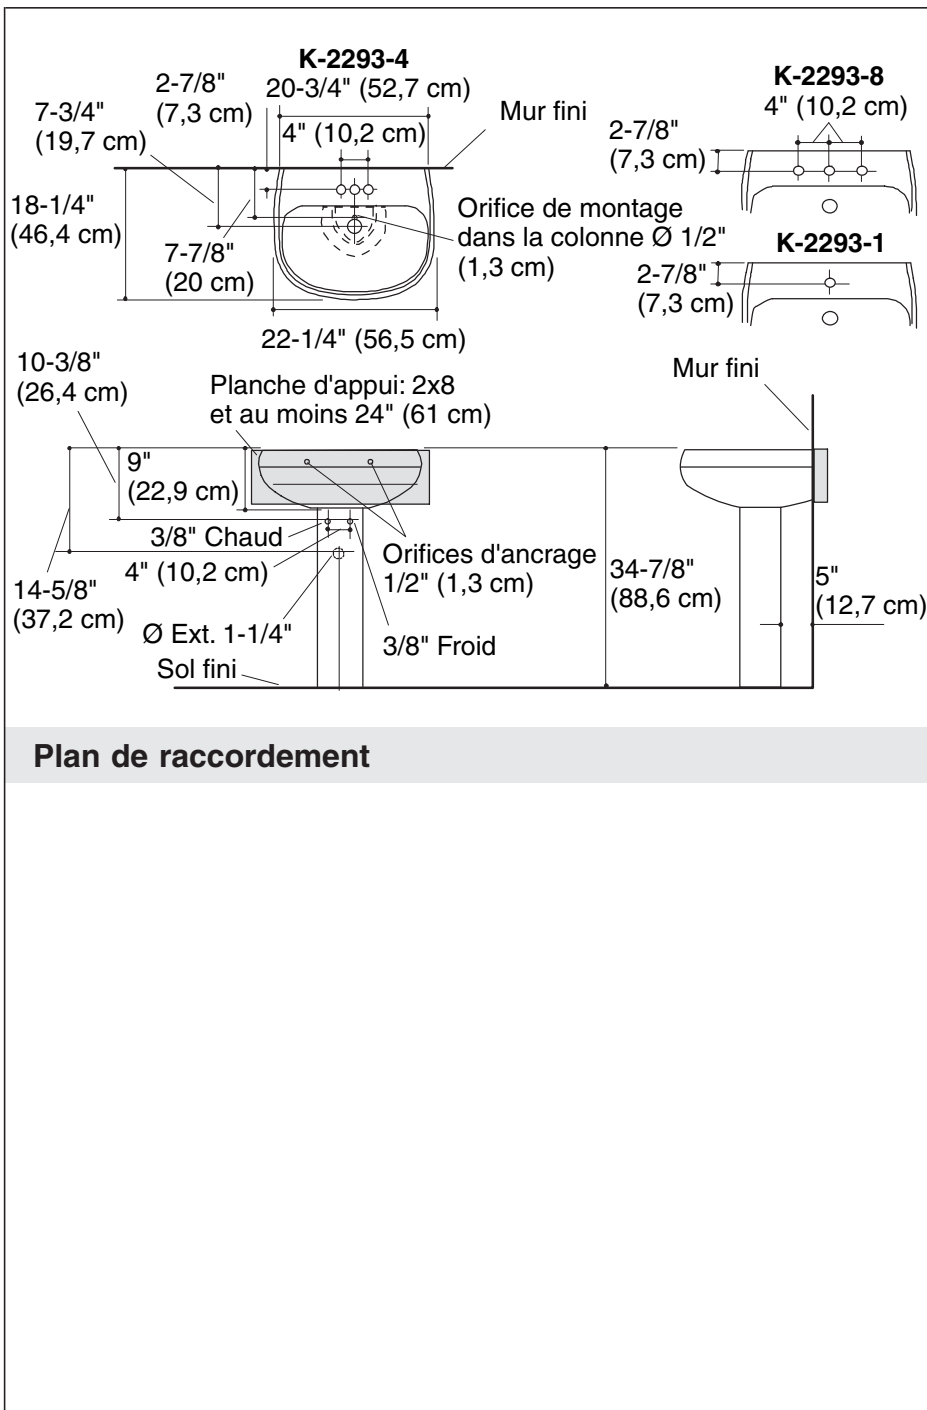 K-2293-4
20-3/4" (52,7 cm)
2-7/8"
(7,3 cm)
7-3/4"
(19,7 cm)
4" (10,2 cm)
Mur fini
18-1/4"
(46,4 cm)
7-7/8"
(20 cm)
Orifice de montage
dans la colonne Ø 1/2"
(1,3 cm)
22-1/4" (56,5 cm)
K-2293-8
4" (10,2 cm)
2-7/8"
(7,3 cm)
K-2293-1
2-7/8"
(7,3 cm)
10-3/8"
(26,4 cm)
Planche d'appui: 2x8
et au moins 24" (61 cm)
Mur fini
9"
(22,9 cm)
3/8" Chaud
4" (10,2 cm)
Orifices d'ancrage
1/2" (1,3 cm)
14-5/8"
(37,2 cm)
Ø Ext. 1-1/4"
3/8" Froid
Sol fini
34-7/8"
(88,6 cm)
5"
(12,7 cm)
Plan de raccordement